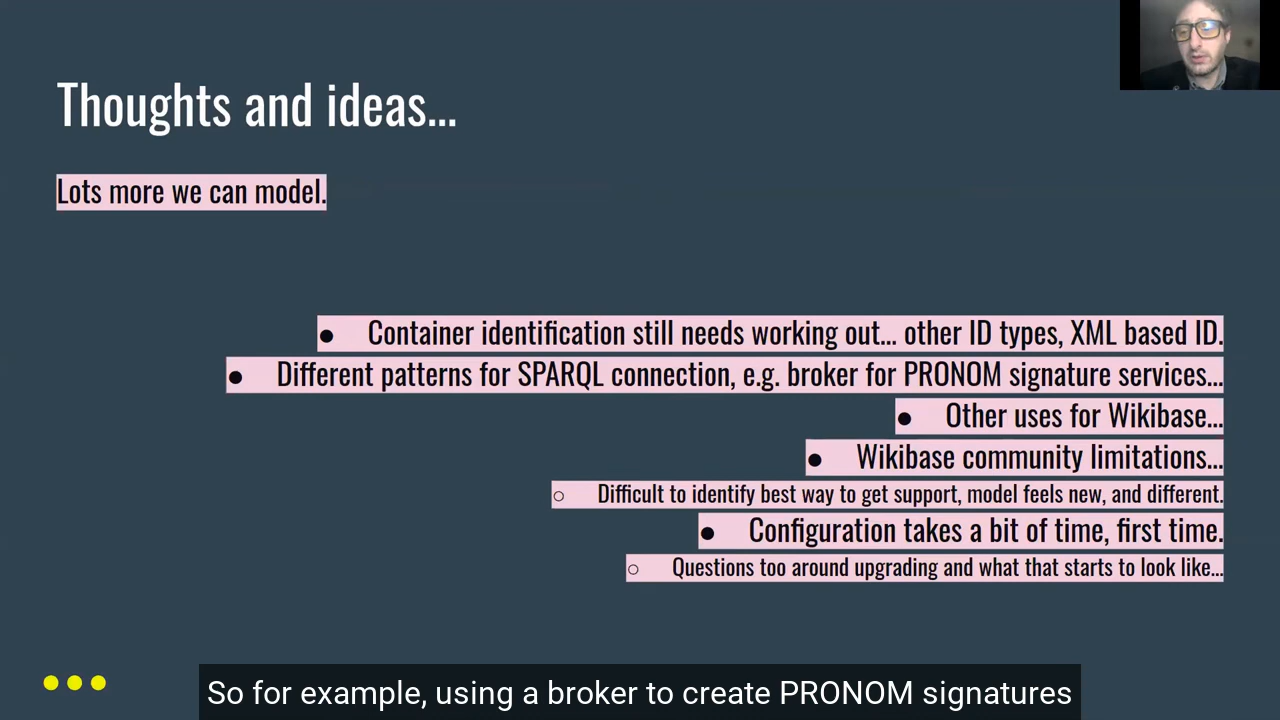 Thoughts and ideas...
Lots more we can model.
● Container identification still needs working out... other ID types, XML based ID.
● Different patterns for SPARQL connection, e.g. broker for PRONOM signature services...
● Other uses for Wikibase...
● Wikibase community limitations...
○ Difficult to identify best way to get support, model feels new, and different.
● Configuration takes a bit of time, first time.
○ Questions too around upgrading and what that starts to look like...
So for example, using a broker to create PRONOM signatures